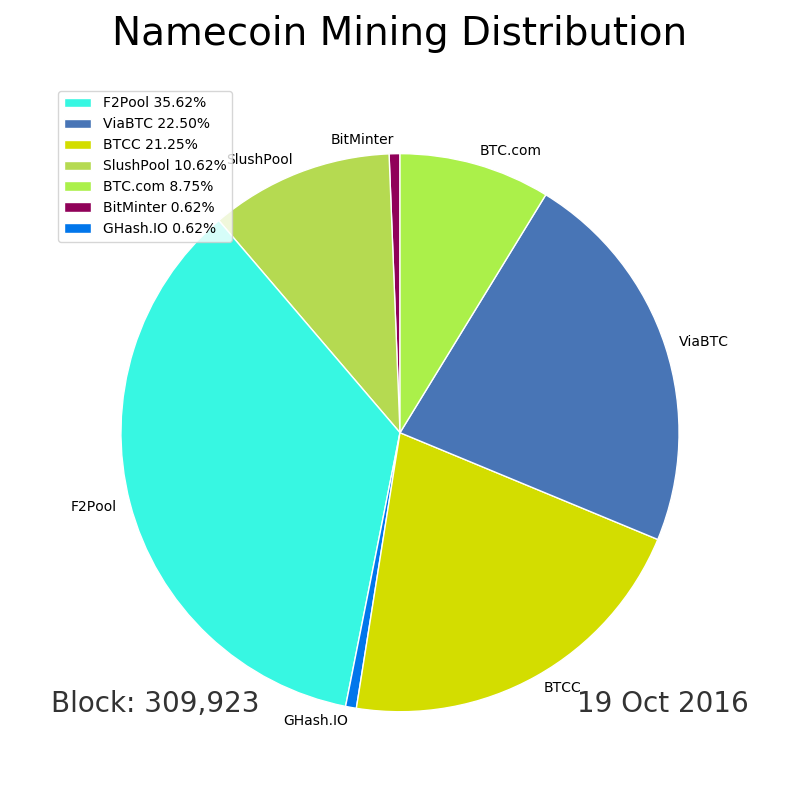 Namecoin Mining Distribution
F2Pool 35.62%
ViaBTC 22.50%
BTCC 21.25%
SlushPool 10.62%
BTC.com 8.75%
BitMinter 0.62%
GHash.IO 0.62%
BitMinter
BTC.com
SlushPool
ViaBTC
F2Pool
BTCC
GHash.IO
Block: 309,923
19 Oct 2016